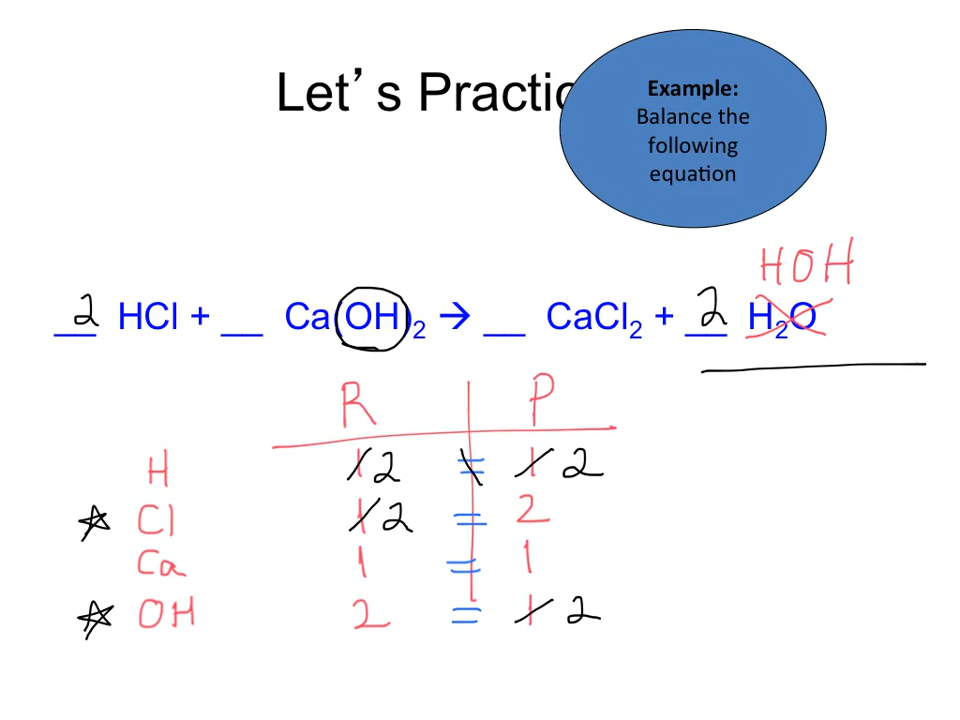 Let's Practic
Example:
Balance the
following
equation
HOH
2 HCl + __ Ca(OH)2 → __ CaCl2 + 2 H2O
R P
H 1 2 = 1 2
☆ Cl 1 2 = 2
Ca 1 = 1
☆ OH 2 = 1 2